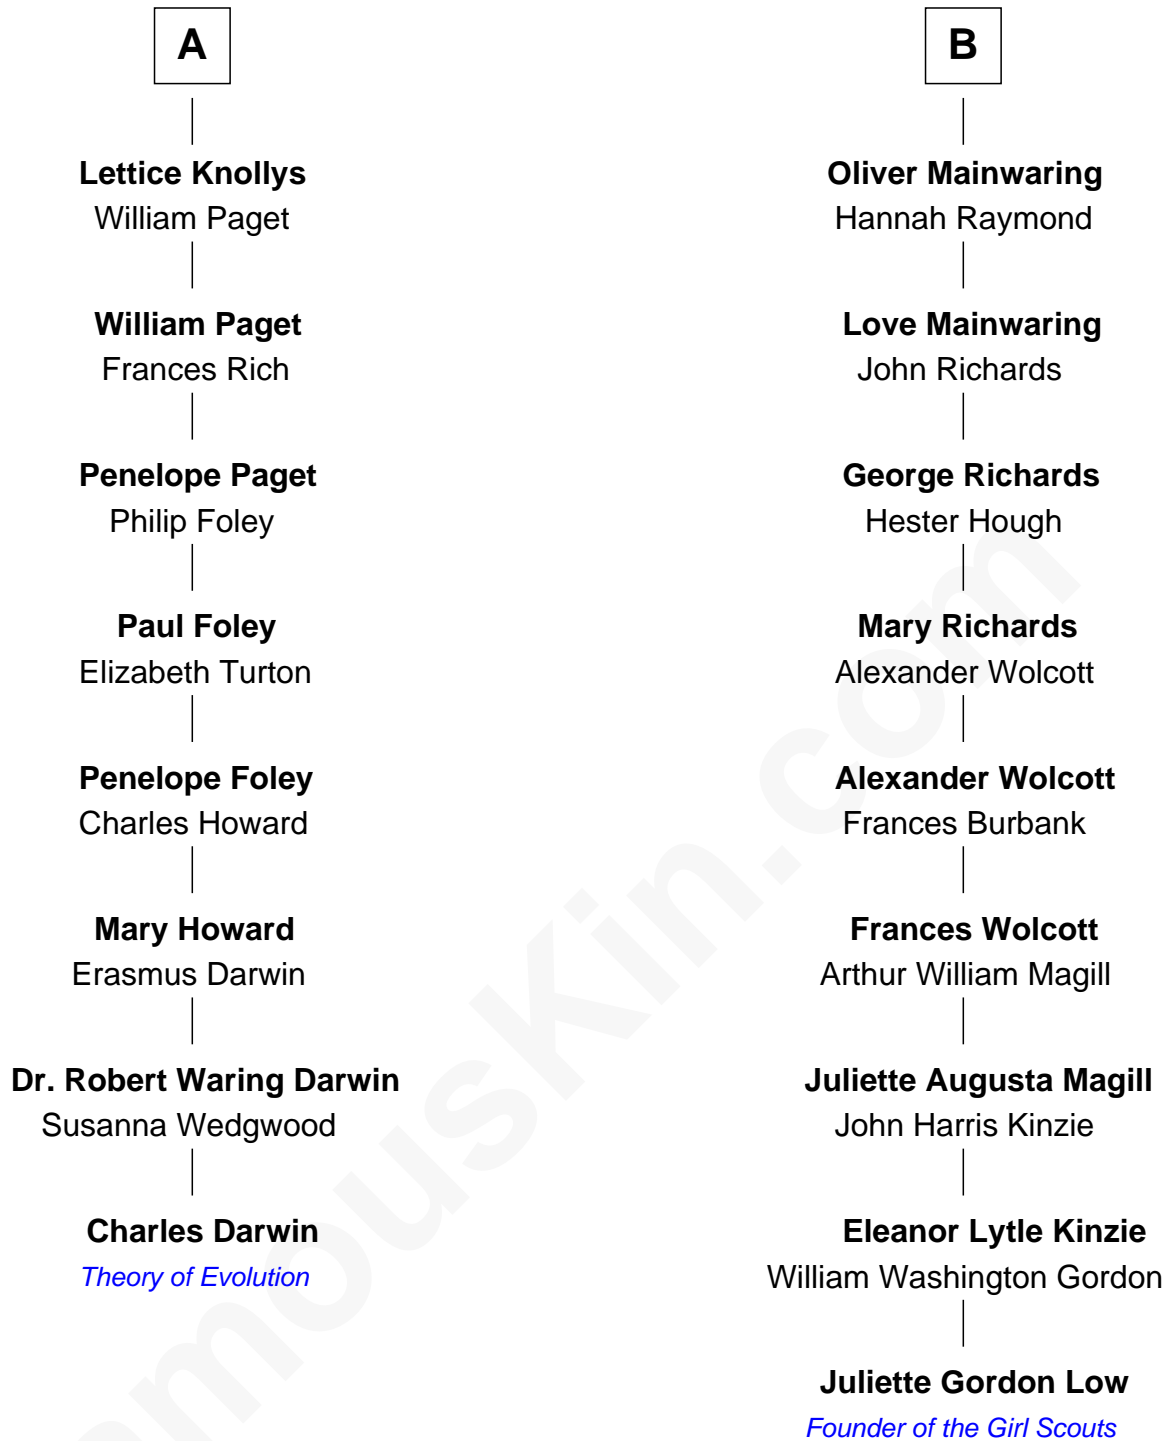 A
Lettice Knollys
William Paget
William Paget
Frances Rich
Penelope Paget
Philip Foley
Paul Foley
Elizabeth Turton
Penelope Foley
Charles Howard
Mary Howard
Erasmus Darwin
Dr. Robert Waring Darwin
Susanna Wedgwood
Charles Darwin
Theory of Evolution
B
Oliver Mainwaring
Hannah Raymond
Love Mainwaring
John Richards
George Richards
Hester Hough
Mary Richards
Alexander Wolcott
Alexander Wolcott
Frances Burbank
Frances Wolcott
Arthur William Magill
Juliette Augusta Magill
John Harris Kinzie
Eleanor Lytle Kinzie
William Washington Gordon
Juliette Gordon Low
Founder of the Girl Scouts
amousKin.com